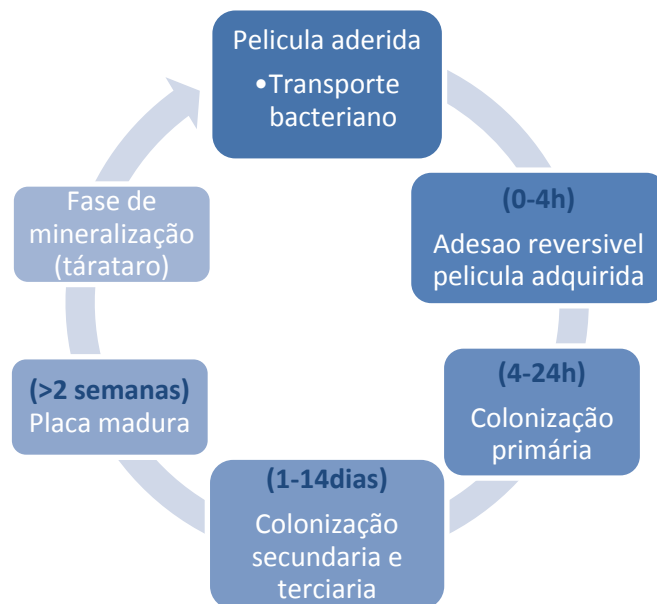 Pelicula aderida
•Transporte
bacteriano
(0-4h)
Adesao reversivel
pelicula adquirida
(4-24h)
Colonização
primária
(1-14dias)
Colonização
secundaria e
terciaria
(>2 semanas)
Placa madura
Fase de
mineralização
(tárataro)